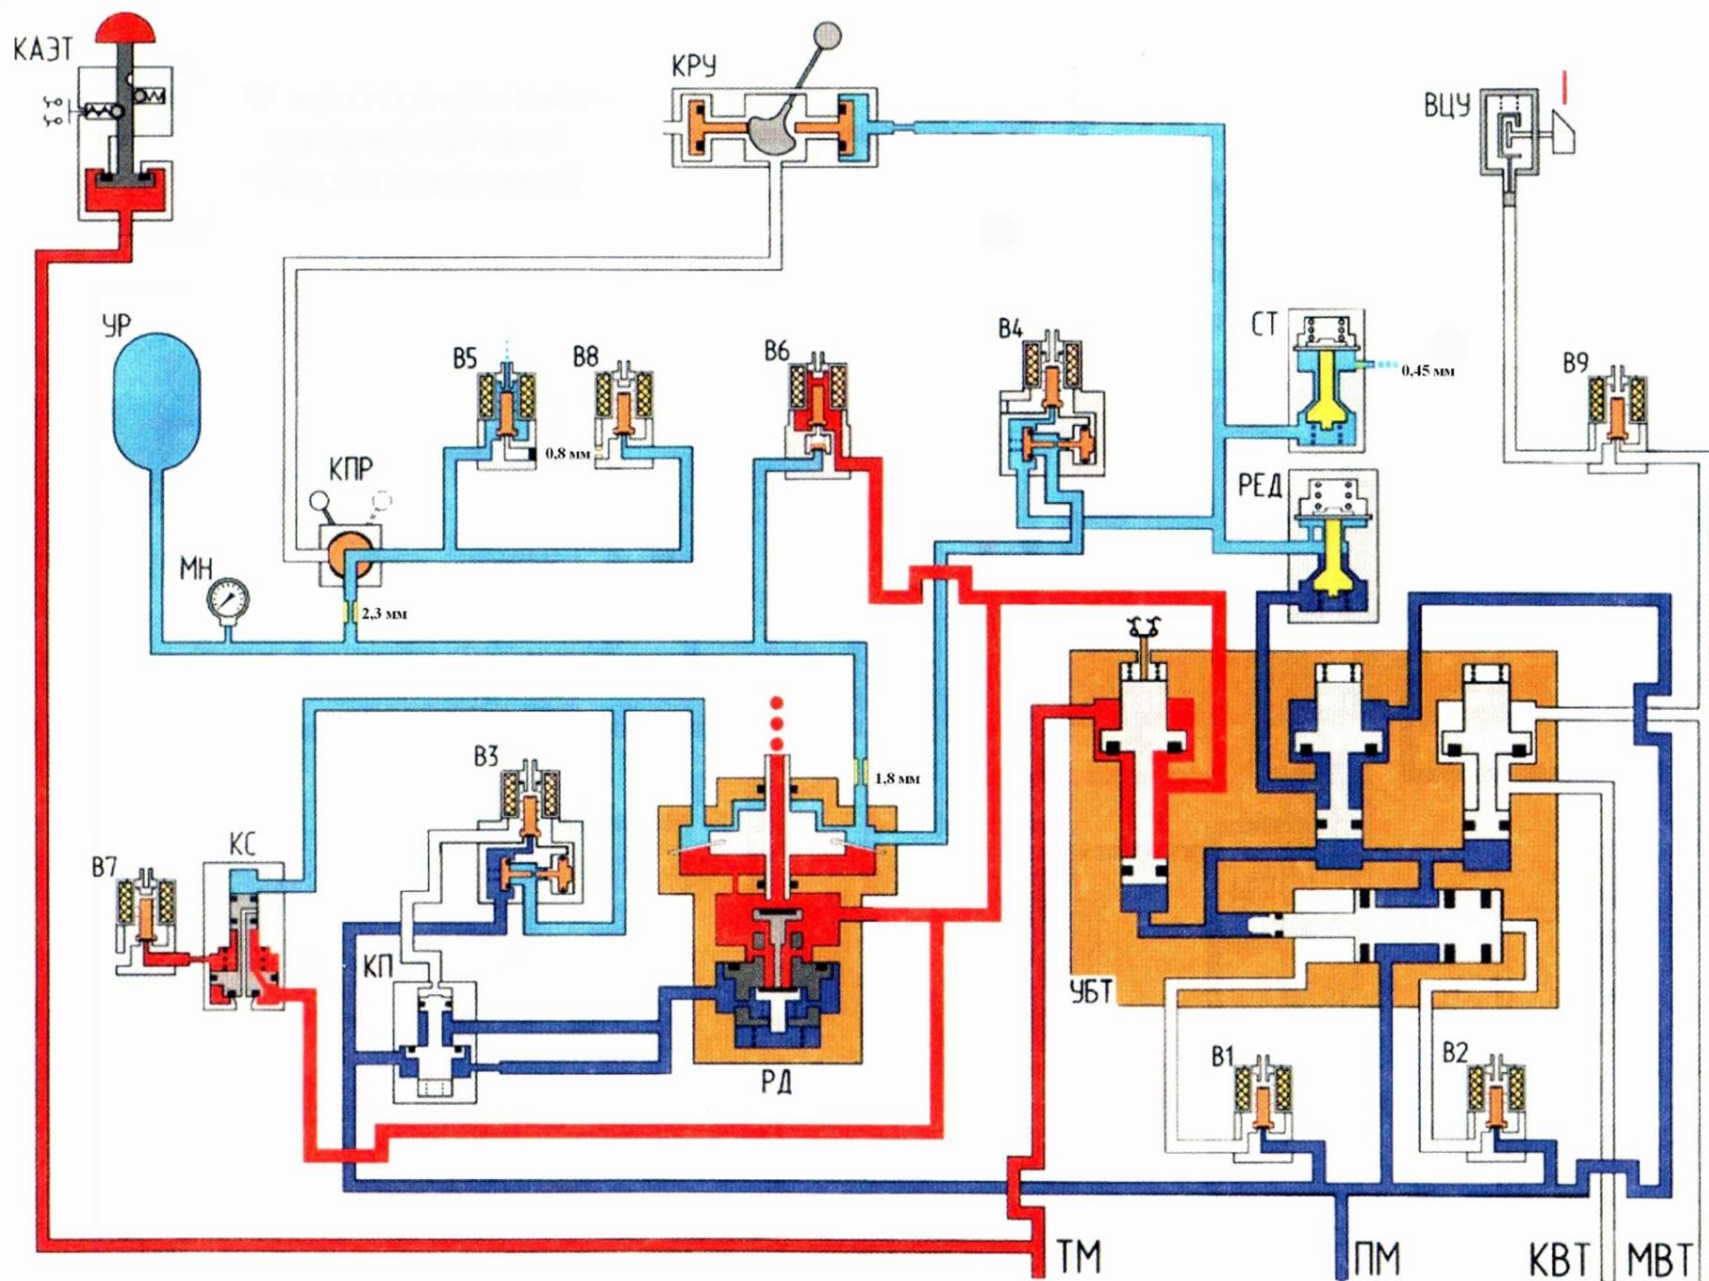 КАЭТ
КРУ
ВЦУ
УР
В5
В8
В6
В4
СТ
0,45 мм
В9
0,8 мм
КПР
РЕД
МН
2,3 мм
В3
1,8 мм
КС
В7
КП
УБТ
РД
В1
В2
ТМ
ПМ
КВТ
МВТ